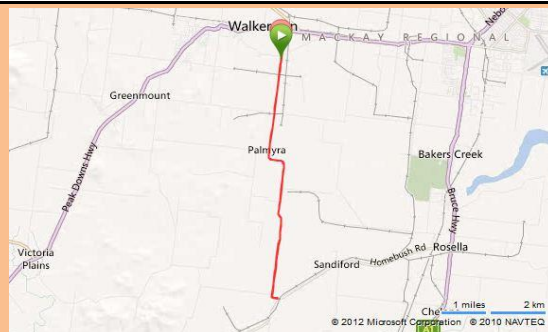 Walkerston
MACKAY REGIONAL
Greenmount
Palmyra
Bakers Creek
Peak Downs Hwy
Bruce Hwy
Victoria
Plains
Sandiford
Homebush Rd
Rosella
1 miles
2 km
A1
© 2012 Microsoft Corporation © 2010 NAVTEQ